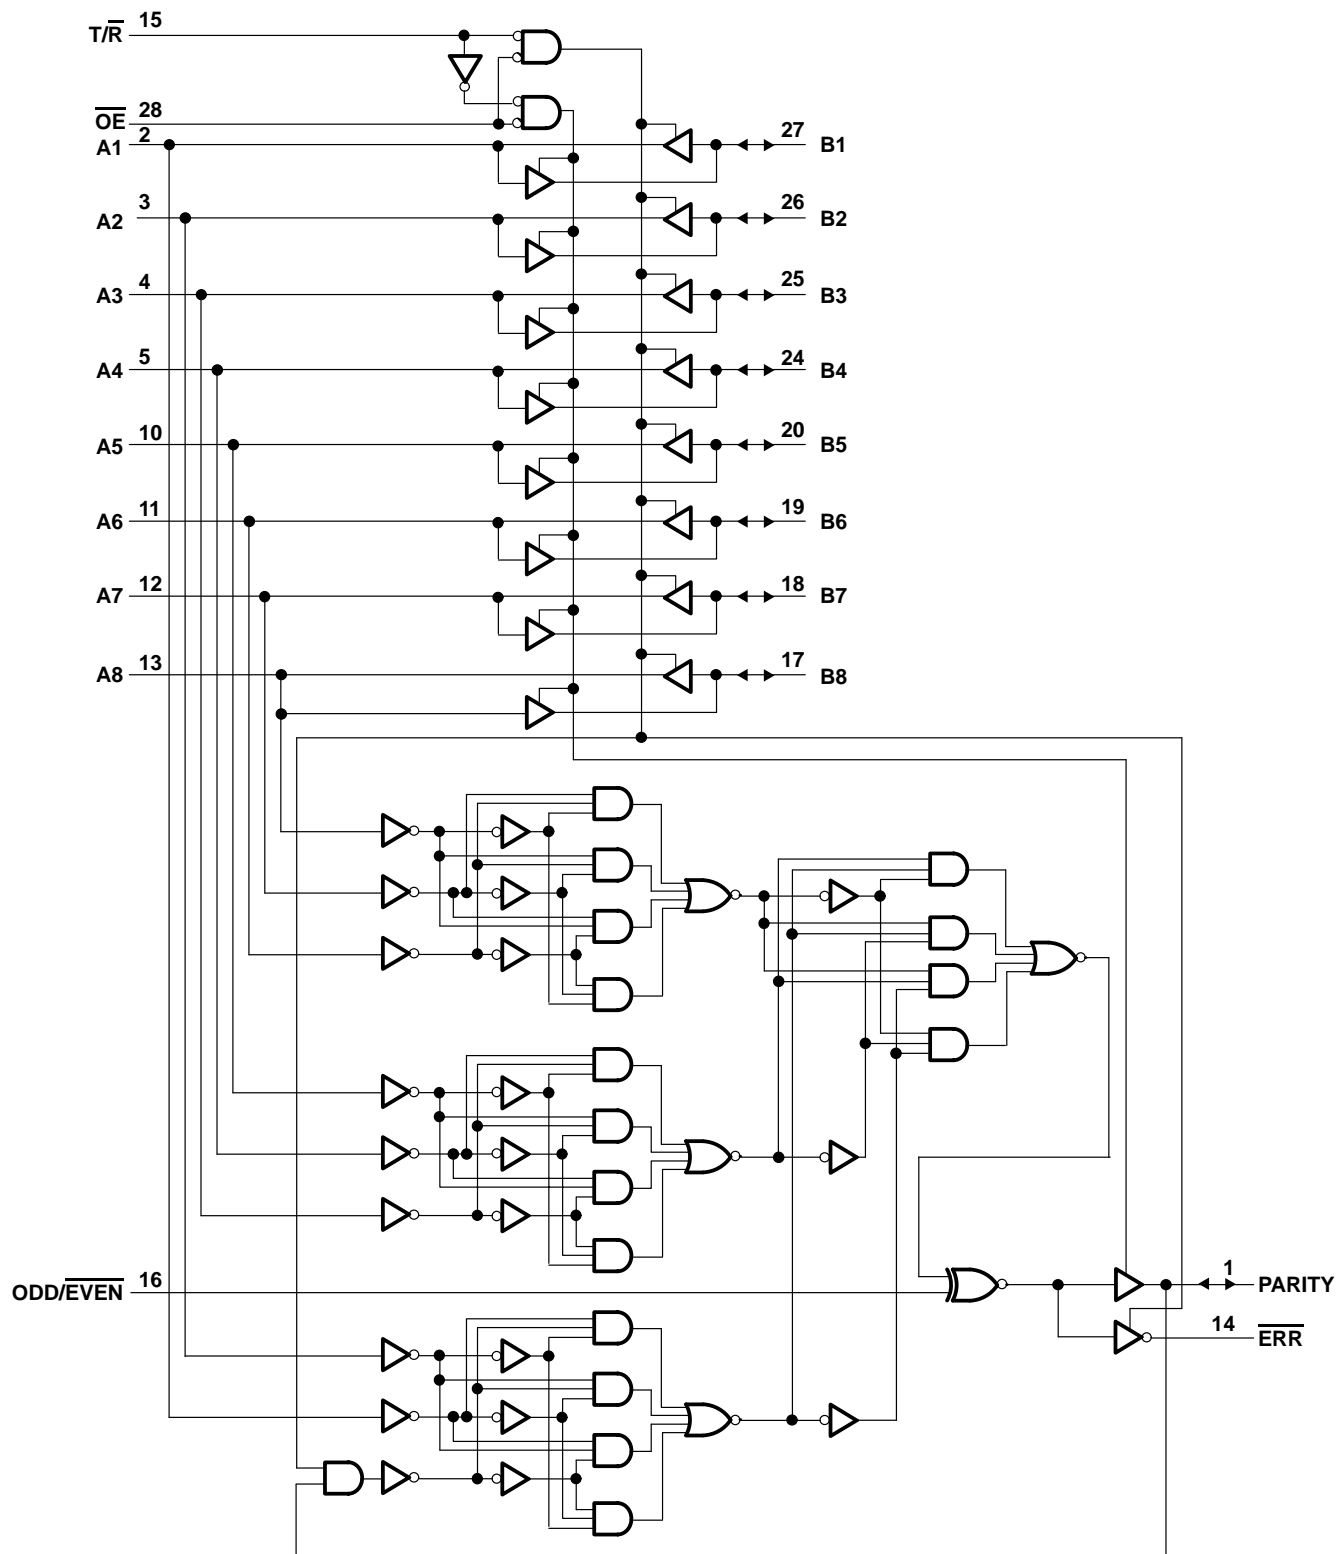 T/R 15
OE 28
A1 2
27 B1
A2 3
26 B2
A3 4
25 B3
A4 5
24 B4
A5 10
20 B5
A6 11
19 B6
A7 12
18 B7
A8 13
17 B8
ODD/EVEN 16
1 PARITY
14 ERR